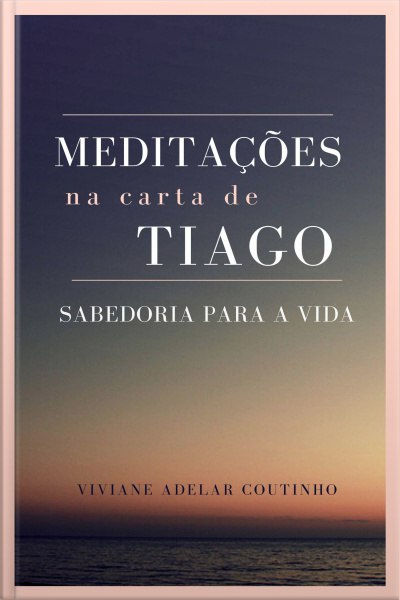 MEDITAÇÕES
na carta de
TIAGO
SABEDORIA PARA A VIDA
VIVIANE ADELAR COUTINHO